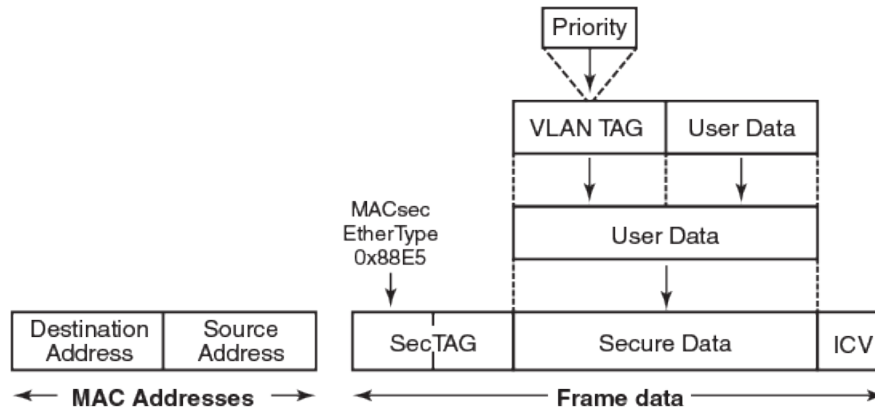 Priority
VLAN TAG
User Data
MACsec
EtherType
0x88E5
User Data
Destination
Address
Source
Address
SecTAG
Secure Data
ICV
MAC Addresses
Frame data